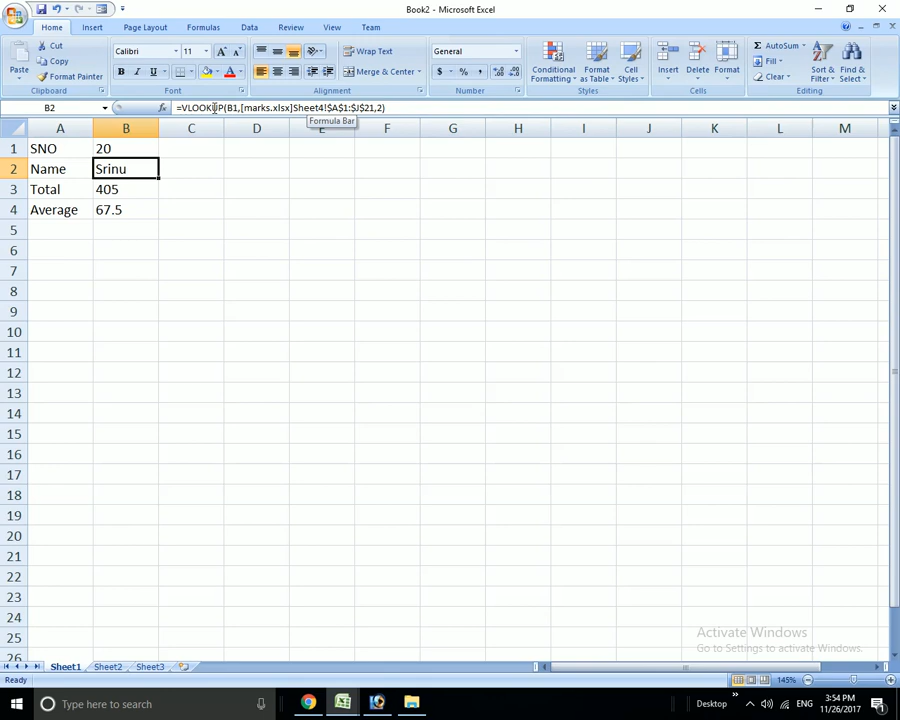 Book2 - Microsoft Excel
Home Insert Page Layout Formulas Data Review View Team
Cut
Copy
Format Painter
Paste
Clipboard
Calibri 11
B I U
Font
Wrap Text
Merge & Center
Alignment
General
$ % ,
Number
Conditional Formatting
Format as Table
Cell Styles
Styles
Insert Delete Format
Cells
Σ AutoSum
Fill
Clear
Sort & Filter
Find & Select
Editing
B2 fx =VLOOKUP(B1,[marks.xlsx]Sheet4!$A$1:$J$21,2)
Formula Bar
A B C D E F G H I J K L M
1 SNO 20
2 Name Srinu
3 Total 405
4 Average 67.5
5
6
7
8
9
10
11
12
13
14
15
16
17
18
19
20
21
22
23
24
25
26
Activate Windows
Go to Settings to activate Windows.
Sheet1 Sheet2 Sheet3
Ready 145%
Type here to search
Desktop ENG 3:54 PM
11/26/2017
1